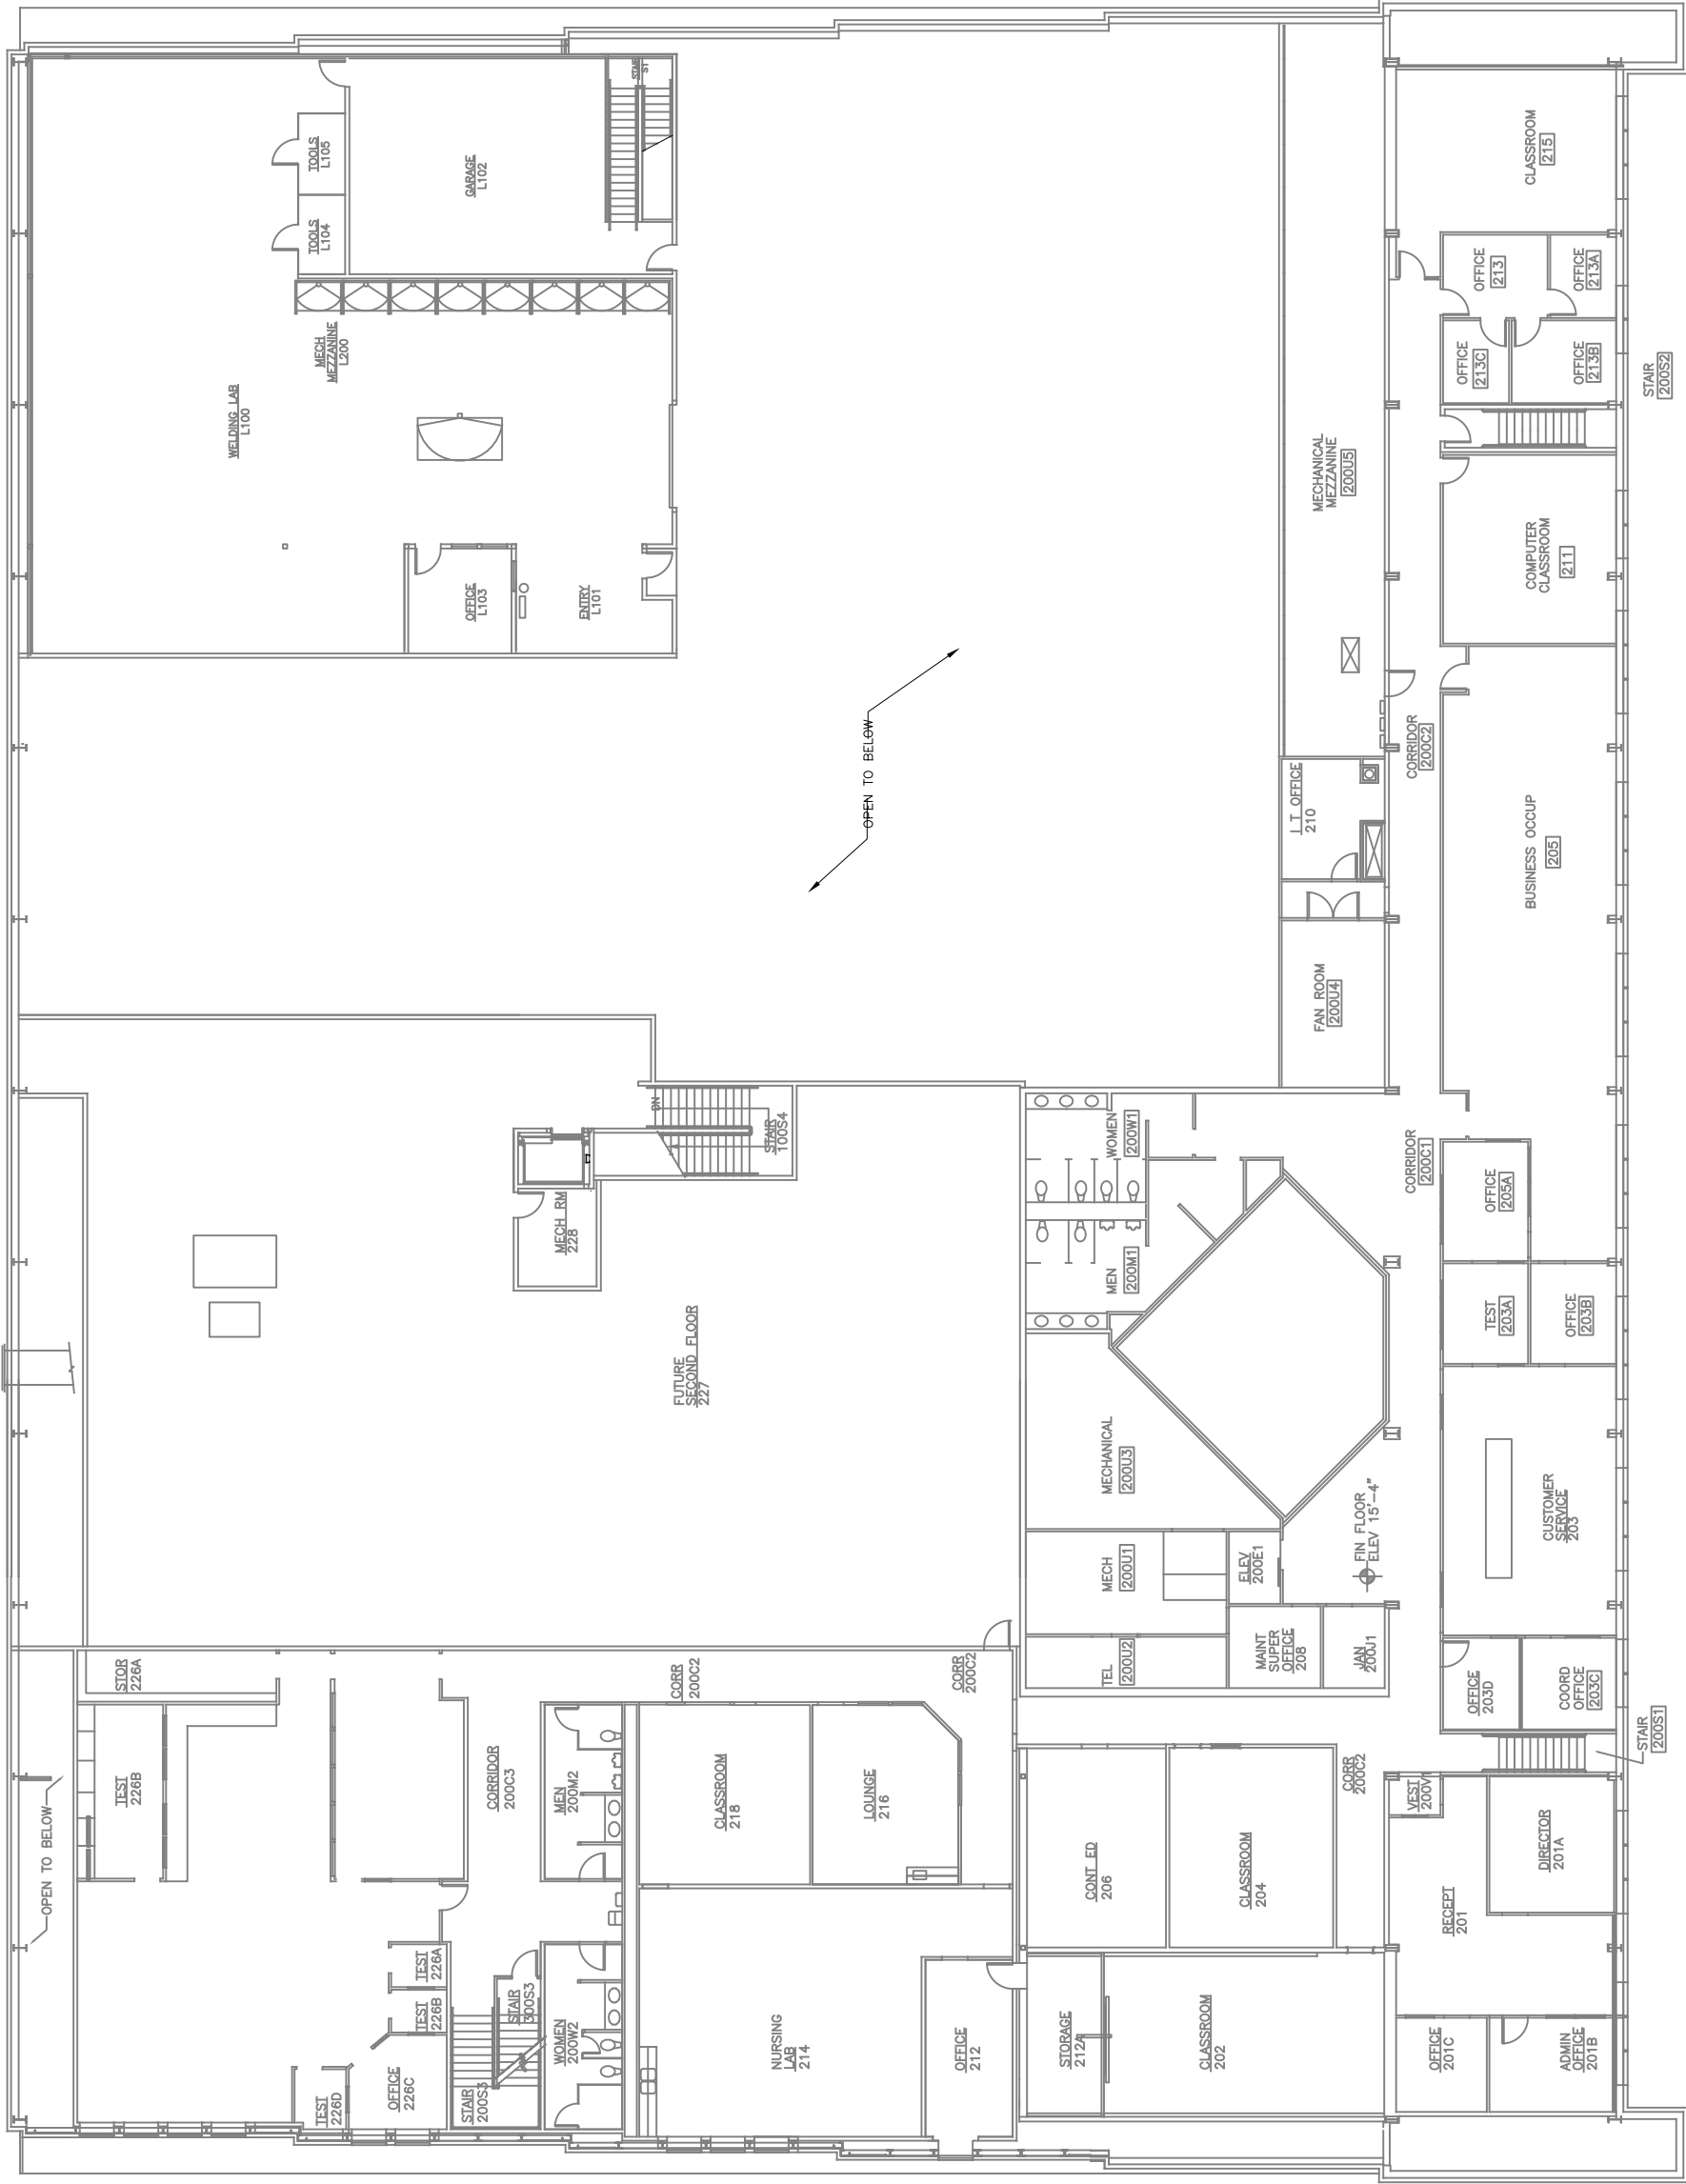 STAIR
ST
TOOLS
L105
GARAGE
L102
TOOLS
L104
MECH
MEZZANINE
L200
WELDING LAB
L100
OFFICE
L103
ENTRY
L101
CLASSROOM
215
OFFICE
213
OFFICE
213A
OFFICE
213C
OFFICE
213B
STAIR
200S2
MECHANICAL
MEZZANINE
200U5
COMPUTER
CLASSROOM
211
OPEN TO BELOW
CORRIDOR
200C2
I T OFFICE
210
BUSINESS OCCUP
205
FAN ROOM
200U4
DN
STAIR
100S4
WOMEN
200W1
CORRIDOR
200C1
OFFICE
205A
MECH RM
228
MEN
200M1
TEST
203A
OFFICE
203B
FUTURE
SECOND FLOOR
227
MECHANICAL
200U3
FIN FLOOR
ELEV 15'-4"
CUSTOMER
SERVICE
203
MECH
200U1
ELEV
200E1
STOR
226A
CORR
200C2
CORR
200C2
TEL
200U2
MAINT
SUPER
OFFICE
208
JAN
200J1
OFFICE
203D
COORD
OFFICE
203C
STAIR
200S1
OPEN TO BELOW
TEST
226B
CORRIDOR
200C3
MEN
200M2
CLASSROOM
218
LOUNGE
216
CORR
200C2
VEST
200V1
CONT ED
206
CLASSROOM
204
RECEPT
201
DIRECTOR
201A
TEST
226A
TEST
226B
STAIR
300S3
WOMEN
200W2
TEST
226D
OFFICE
226C
STAIR
200S3
NURSING
LAB
214
OFFICE
212
STORAGE
212A
CLASSROOM
202
OFFICE
201C
ADMIN
OFFICE
201B